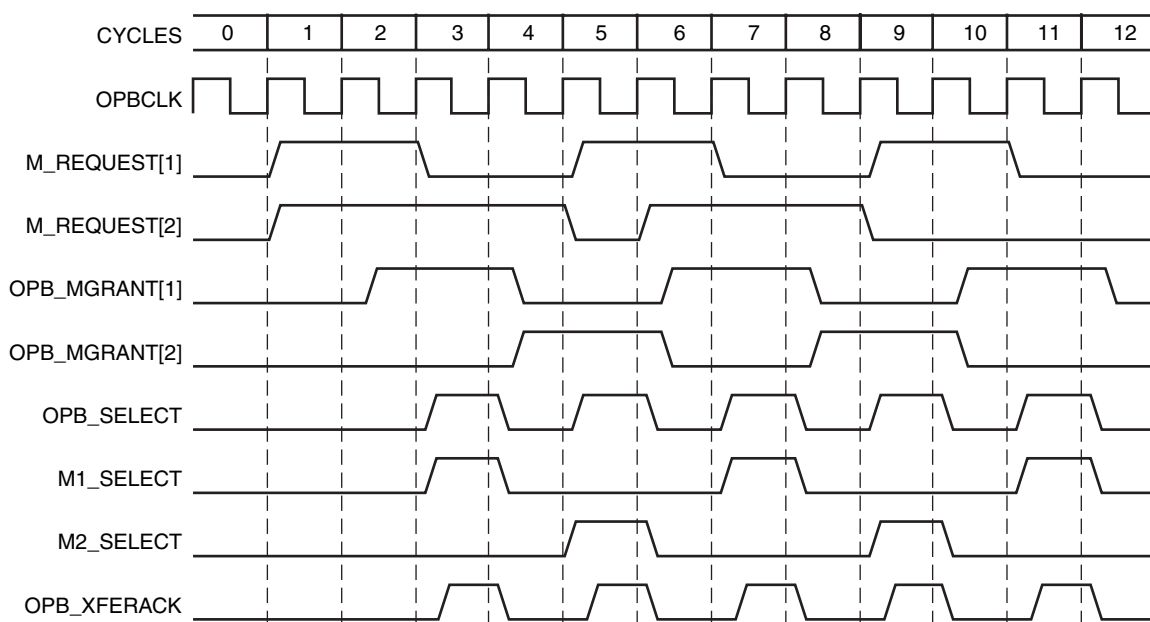 CYCLES 0 1 2 3 4 5 6 7 8 9 10 11 12
OPBCLK
M_REQUEST[1]
M_REQUEST[2]
OPB_MGRANT[1]
OPB_MGRANT[2]
OPB_SELECT
M1_SELECT
M2_SELECT
OPB_XFERACK